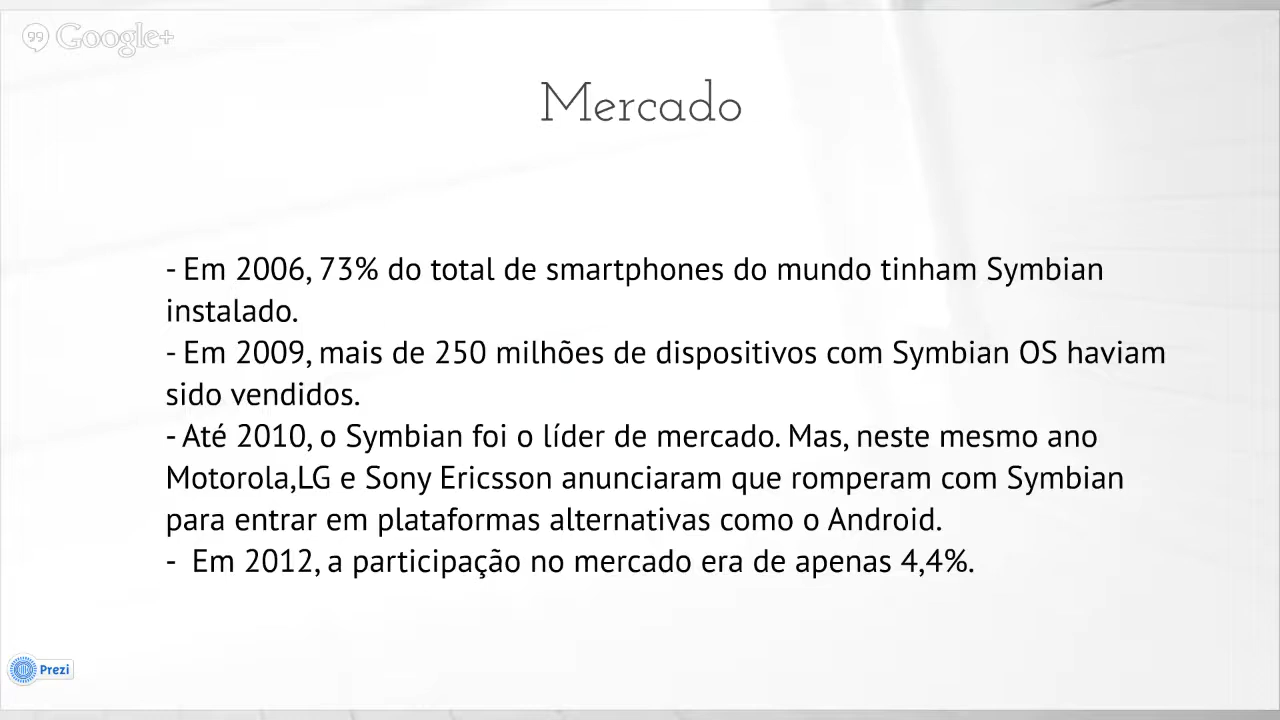 Google+
Mercado
- Em 2006, 73% do total de smartphones do mundo tinham Symbian
instalado.
- Em 2009, mais de 250 milhões de dispositivos com Symbian OS haviam
sido vendidos.
- Até 2010, o Symbian foi o líder de mercado. Mas, neste mesmo ano
Motorola,LG e Sony Ericsson anunciaram que romperam com Symbian
para entrar em plataformas alternativas como o Android.
- Em 2012, a participação no mercado era de apenas 4,4%.
Prezi